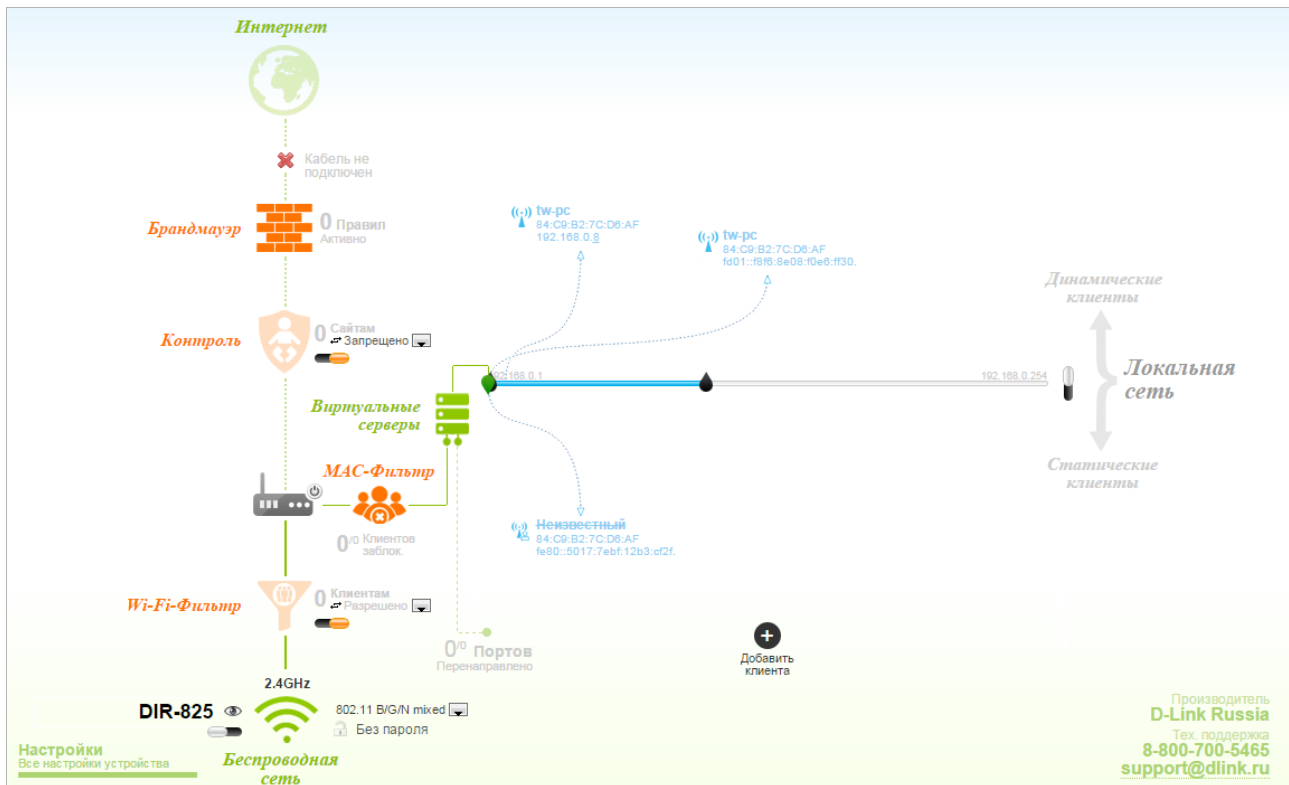 Интернет
Кабель не
подключен
Брандмауэр
0 Правил
Активно
tw-pc
84:C9:B2:7C:D6:AF
192.168.0.8
tw-pc
84:C9:B2:7C:D6:AF
fd01::f8f6:8e08:f0e6:ff30.
Динамические
клиенты
Контроль
0 Сайтам
Запрещено
192.168.0.1
192.168.0.254
Локальная
сеть
Виртуальные
серверы
Статические
клиенты
MAC-Фильтр
0/0 Клиентов
заблок.
Неизвестный
84:C9:B2:7C:D6:AF
fe80::5017:7ebf:12b3:cf2f.
Wi-Fi-Фильтр
0 Клиентам
Разрешено
0/0 Портов
Перенаправлено
Добавить
клиента
2.4GHz
DIR-825
802.11 B/G/N mixed
Без пароля
Беспроводная
сеть
Настройки
Все настройки устройства
Производитель
D-Link Russia
Тех. поддержка
8-800-700-5465
support@dlink.ru